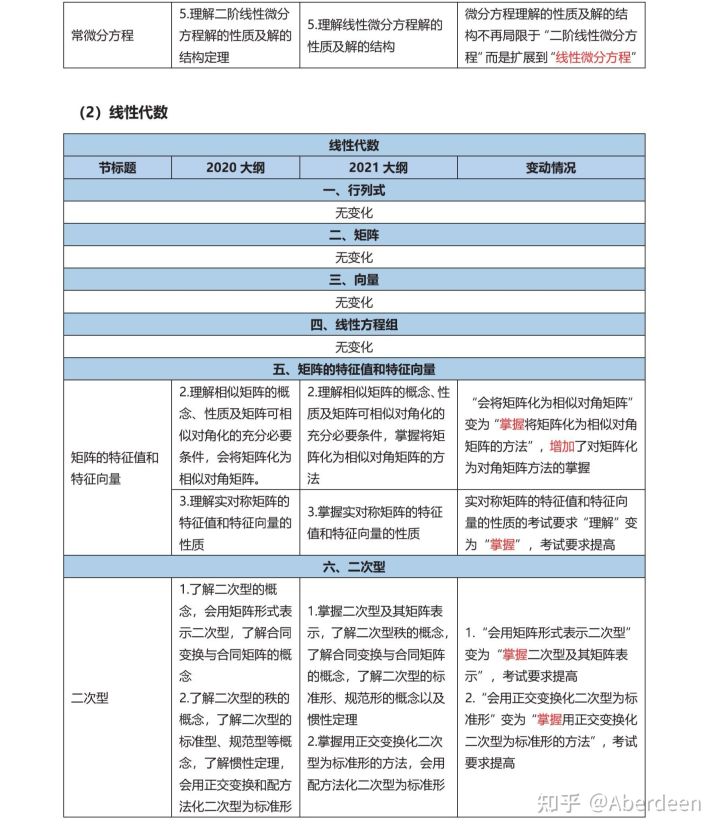 常微分方程
5.理解二阶线性微分
方程解的性质及解的
结构定理
5.理解线性微分方程解的
性质及解的结构
微分方程理解的性质及解的结
构不再局限于“二阶线性微分方
程”而是扩展到“线性微分方程”
（2）线性代数
线性代数
节标题
2020 大纲
2021 大纲
变动情况
一、行列式
无变化
二、矩阵
无变化
三、向量
无变化
四、线性方程组
无变化
五、矩阵的特征值和特征向量
矩阵的特征值和
特征向量
2.理解相似矩阵的概
念、性质及矩阵可相
似对角化的充分必要
条件，会将矩阵化为
相似对角矩阵。
2.理解相似矩阵的概念、性
质及矩阵可相似对角化的
充分必要条件，掌握将矩
阵化为相似对角矩阵的方
法
“会将矩阵化为相似对角矩阵”
变为“掌握将矩阵化为相似对角
矩阵的方法”，增加了对矩阵化
为对角矩阵方法的掌握
3.理解实对称矩阵的
特征值和特征向量的
性质
3.掌握实对称矩阵的特征
值和特征向量的性质
实对称矩阵的特征值和特征向
量的性质的考试要求“理解”变
为“掌握”，考试要求提高
六、二次型
二次型
1.了解二次型的概
念，会用矩阵形式表
示二次型，了解合同
变换与合同矩阵的概
念
2.了解二次型的秩的
概念，了解二次型的
标准型、规范型等概
念，了解惯性定理，
会用正交变换和配方
法化二次型为标准形
1.掌握二次型及其矩阵表
示，了解二次型秩的概念，
了解合同变换与合同矩阵
的概念，了解二次型的标
准形、规范形的概念以及
惯性定理
2.掌握用正交变换化二次
型为标准形的方法，会用
配方法化二次型为标准形
1.“会用矩阵形式表示二次型”
变为“掌握二次型及其矩阵表
示”，考试要求提高
2.“会用正交变换化二次型为标
准形”变为“掌握用正交变换化
二次型为标准形的方法”，考试
要求提高
知乎 @Aberdeen